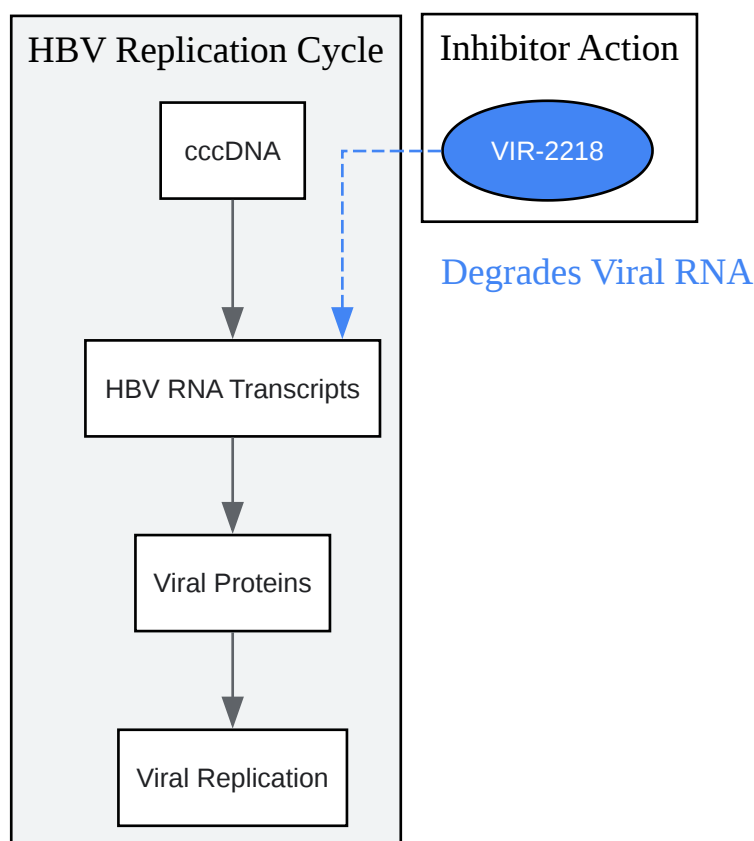 HBV Replication Cycle
cccDNA
HBV RNA Transcripts
Viral Proteins
Viral Replication
Inhibitor Action
VIR-2218
Degrades Viral RNA